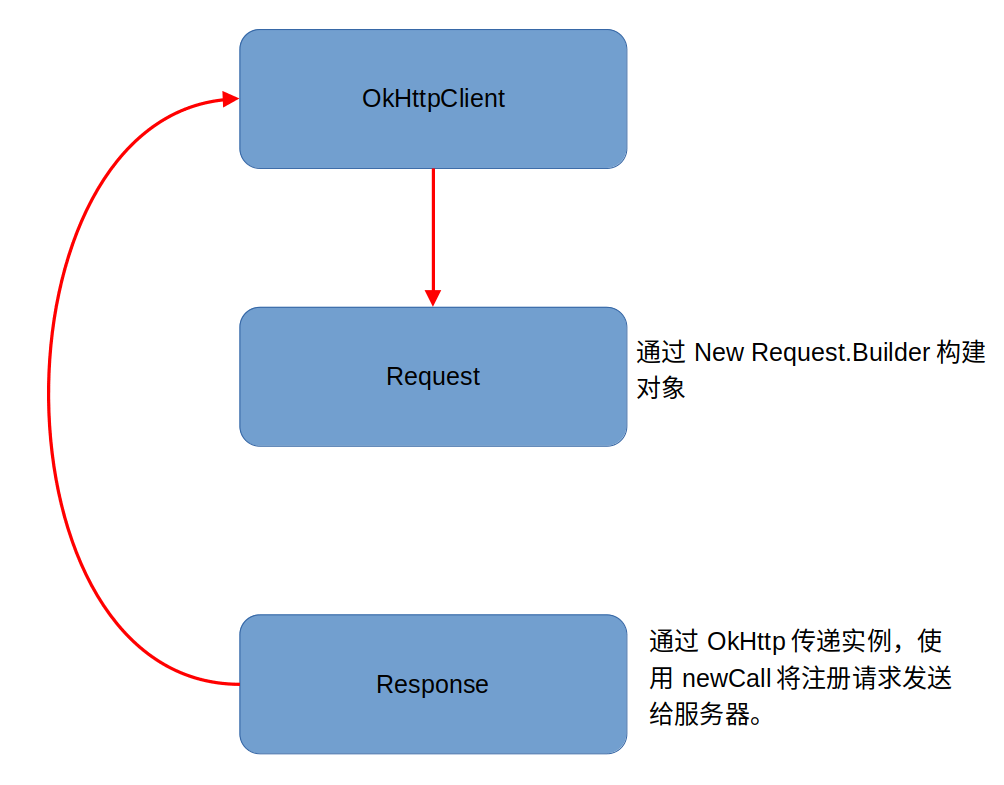 OkHttpClient
Request
通过 New Request.Builder 构建
对象
Response
通过 OkHttp 传递实例，使
用 newCall 将注册请求发送
给服务器。